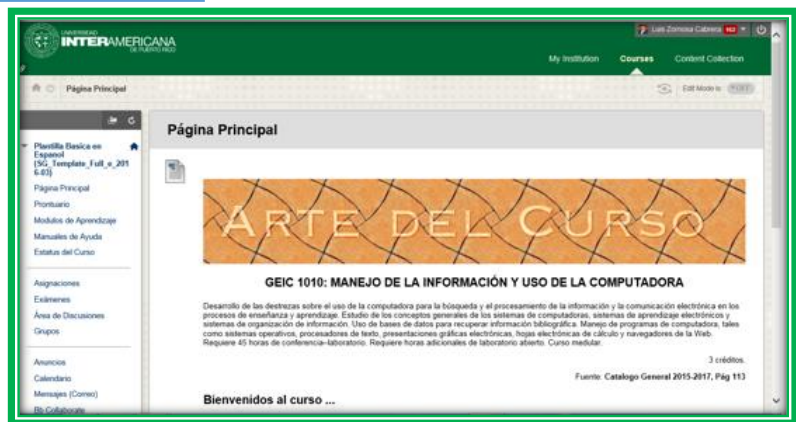 UNIVERSIDAD
INTERAMERICANA
DE PUERTO RICO
Luis Zornosa Cabrera 162
My Institution Courses Content Collection
Página Principal
Edit Mode is:
Plantilla Basica en
Espanol
(SG_Template_Full_e_201
6-03)
Página Principal
Prontuario
Modulos de Aprendizaje
Manuales de Ayuda
Estatus del Curso
Asignaciones
Exámenes
Área de Discusiones
Grupos
Anuncios
Calendario
Mensajes (Correo)
Bb Collaborate
Página Principal
ARTE DEL CURSO
GEIC 1010: MANEJO DE LA INFORMACIÓN Y USO DE LA COMPUTADORA
Desarrollo de las destrezas sobre el uso de la computadora para la búsqueda y el procesamiento de la información y la comunicación electrónica en los
procesos de enseñanza y aprendizaje. Estudio de los conceptos generales de los sistemas de computadoras, sistemas de aprendizaje electrónicos y
sistemas de organización de información. Uso de bases de datos para recuperar información bibliográfica. Manejo de programas de computadora, tales
como sistemas operativos, procesadores de texto, presentaciones gráficas electrónicas, hojas electrónicas de cálculo y navegadores de la Web.
Requiere 45 horas de conferencia–laboratorio. Requiere horas adicionales de laboratorio abierto. Curso medular.
3 créditos.
Fuente: Catalogo General 2015-2017, Pág 113
Bienvenidos al curso ...